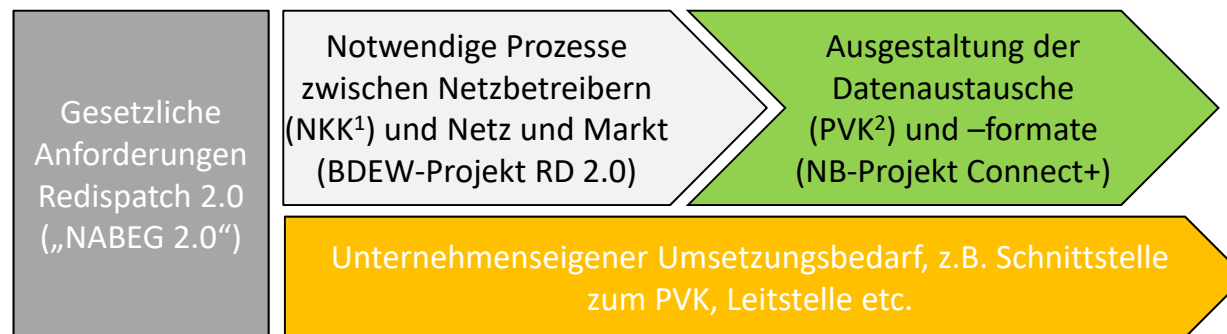 Gesetzliche
Anforderungen
Redispatch 2.0
(„NABEG 2.0“)
Notwendige Prozesse
zwischen Netzbetreibern
(NKK¹) und Netz und Markt
(BDEW-Projekt RD 2.0)
Ausgestaltung der
Datenaustausche
(PVK²) und –formate
(NB-Projekt Connect+)
Unternehmenseigener Umsetzungsbedarf, z.B. Schnittstelle
zum PVK, Leitstelle etc.